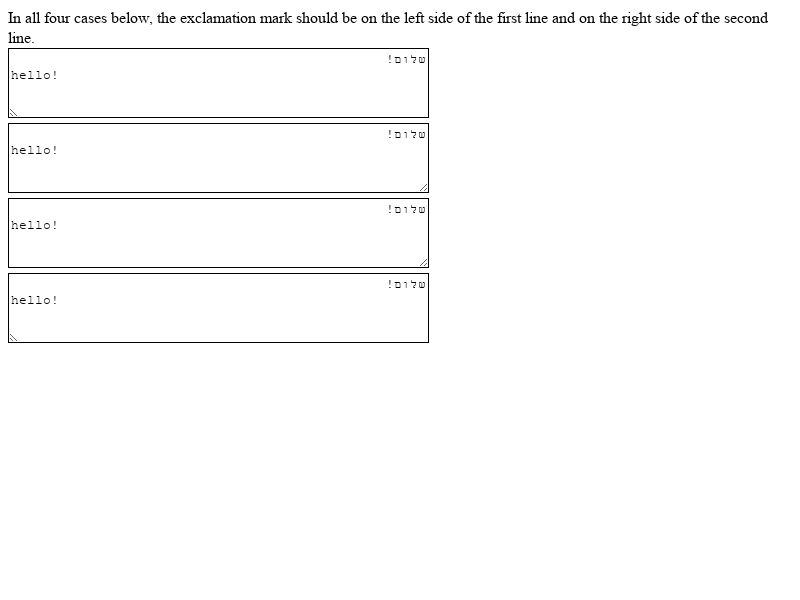 In all four cases below, the exclamation mark should be on the left side of the first line and on the right side of the second
line.
שלום!
hello!
שלום!
hello!
שלום!
hello!
שלום!
hello!